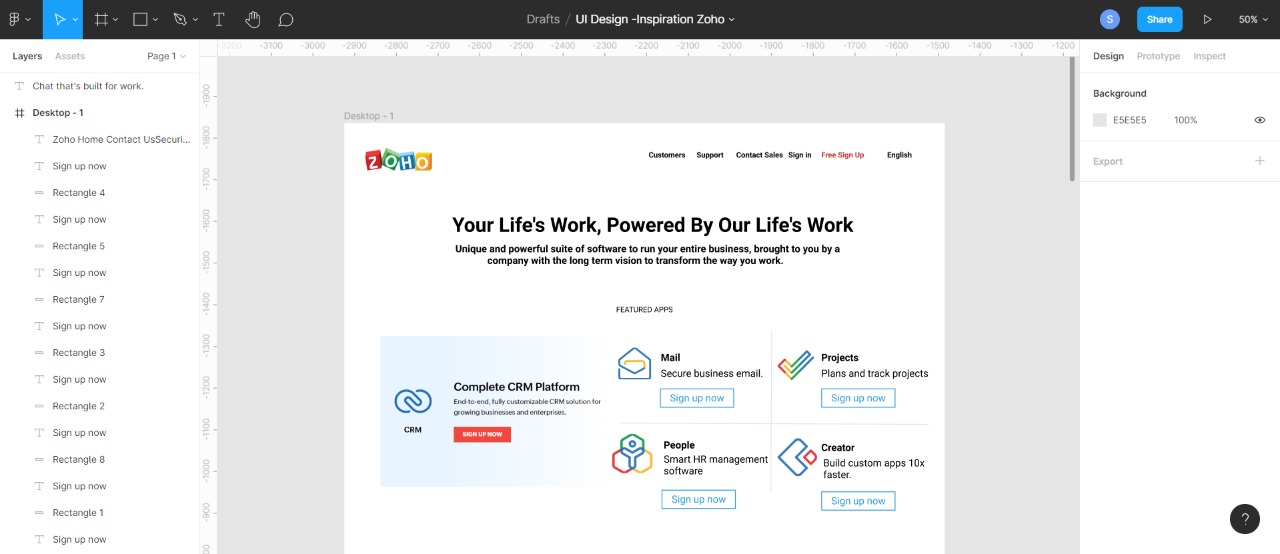 Drafts / UI Design -Inspiration Zoho
S
Share
50%
Layers
Assets
Page 1
-3200 -3100 -3000 -2900 -2800 -2700 -2600 -2500 -2400 -2300 -2200 -2100 -2000 -1900 -1800 -1700 -1600 -1500 -1400 -1300 -1200
Design
Prototype
Inspect
Chat that's built for work.
Desktop - 1
Zoho Home Contact UsSecuri...
Sign up now
Rectangle 4
Sign up now
Rectangle 5
Sign up now
Rectangle 7
Sign up now
Rectangle 3
Sign up now
Rectangle 2
Sign up now
Rectangle 8
Sign up now
Rectangle 1
Sign up now
-1900
-1800
-1700
-1600
-1500
-1400
-1300
-1200
-1100
-1000
-900
Desktop - 1
ZOHO
Customers Support Contact Sales Sign in Free Sign Up English
Your Life's Work, Powered By Our Life's Work
Unique and powerful suite of software to run your entire business, brought to you by a
company with the long term vision to transform the way you work.
FEATURED APPS
CRM
Complete CRM Platform
End-to-end, fully customizable CRM solution for
growing businesses and enterprises.
SIGN UP NOW
Mail
Secure business email.
Sign up now
Projects
Plans and track projects
Sign up now
People
Smart HR management
software
Sign up now
Creator
Build custom apps 10x
faster.
Sign up now
Background
E5E5E5 100%
Export
?